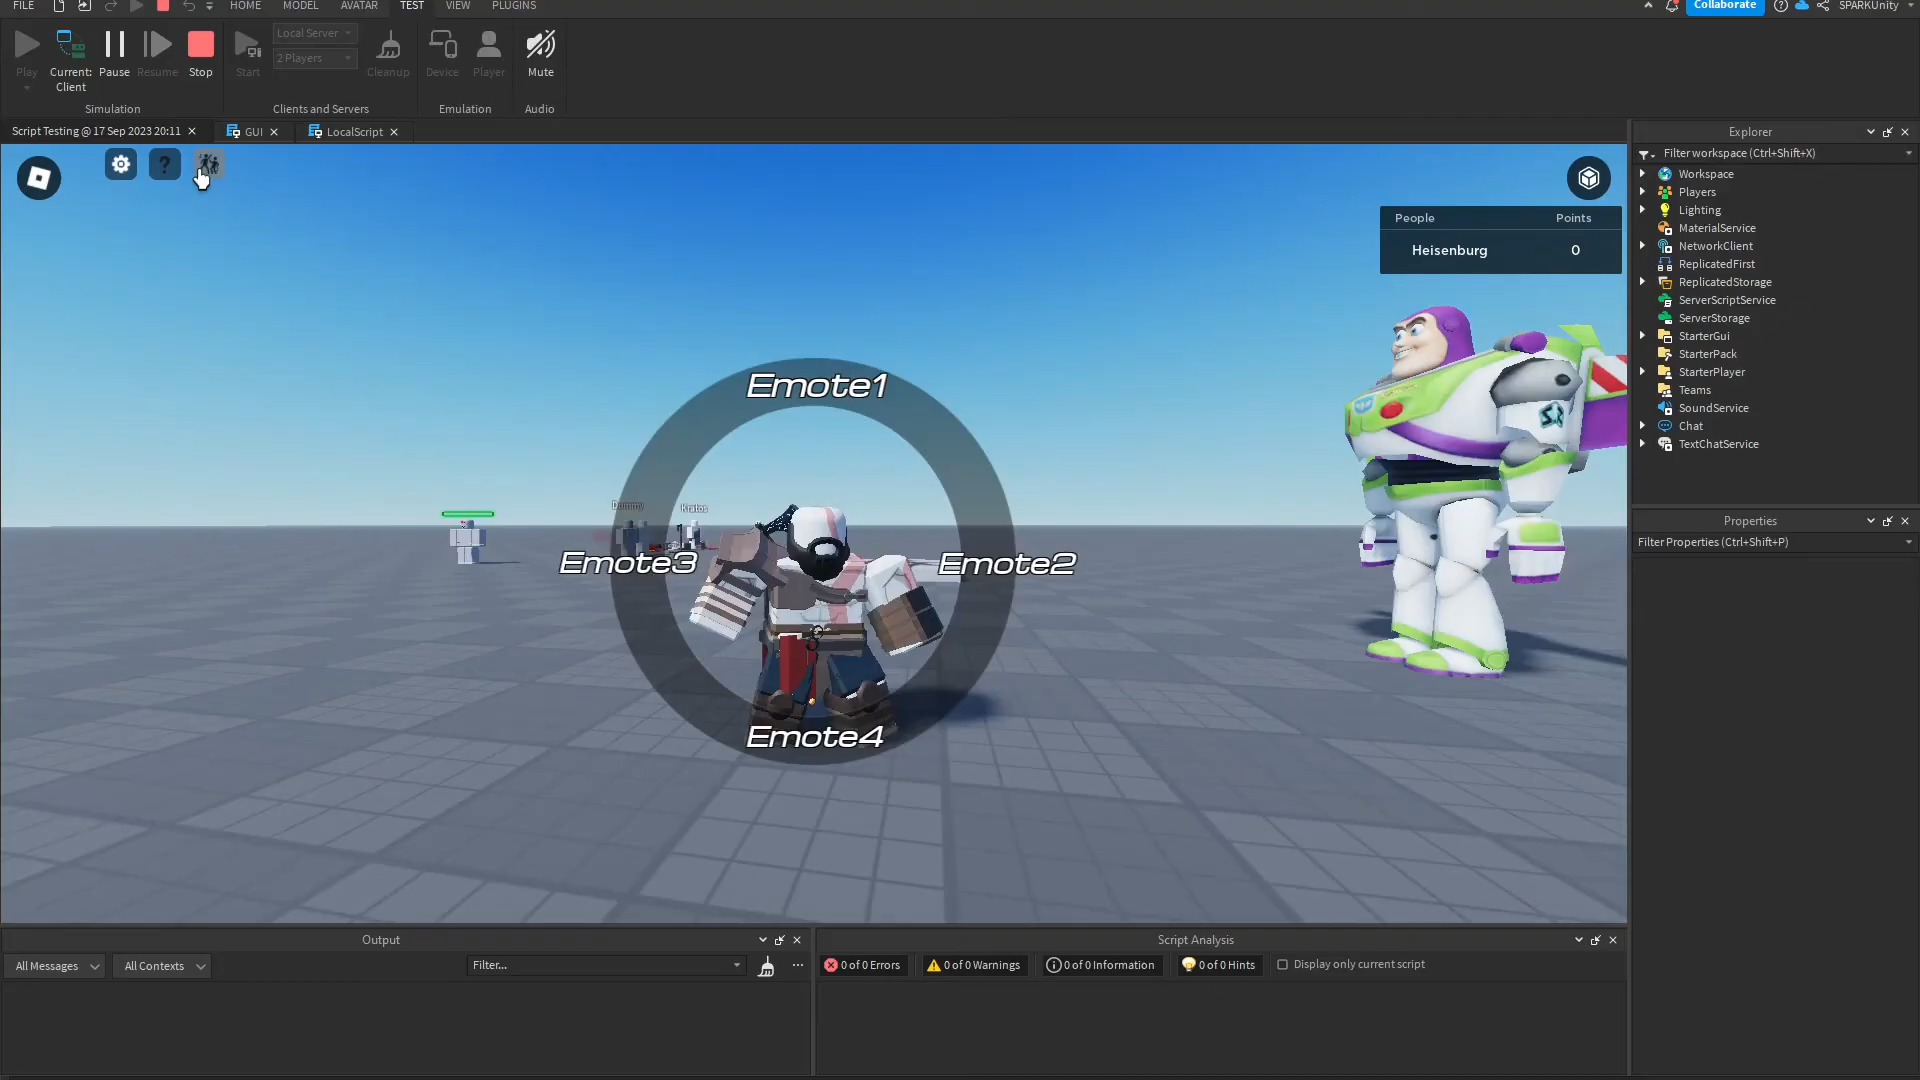 FILE HOME MODEL AVATAR TEST VIEW PLUGINS Collaborate SPARKUnity
Local Server
2 Players
Play Current: Client Pause Resume Stop Start Cleanup Device Player Mute
Simulation Clients and Servers Emulation Audio
Script Testing @ 17 Sep 2023 20:11 GUI LocalScript
?
People Points
Heisenburg 0
Emote1
Dummy Kratos
Emote3 Emote2
Emote4
Explorer
Filter workspace (Ctrl+Shift+X)
Workspace
Players
Lighting
MaterialService
NetworkClient
ReplicatedFirst
ReplicatedStorage
ServerScriptService
ServerStorage
StarterGui
StarterPack
StarterPlayer
Teams
SoundService
Chat
TextChatService
Properties
Filter Properties (Ctrl+Shift+P)
Output
All Messages All Contexts Filter...
Script Analysis
0 of 0 Errors 0 of 0 Warnings 0 of 0 Information 0 of 0 Hints Display only current script